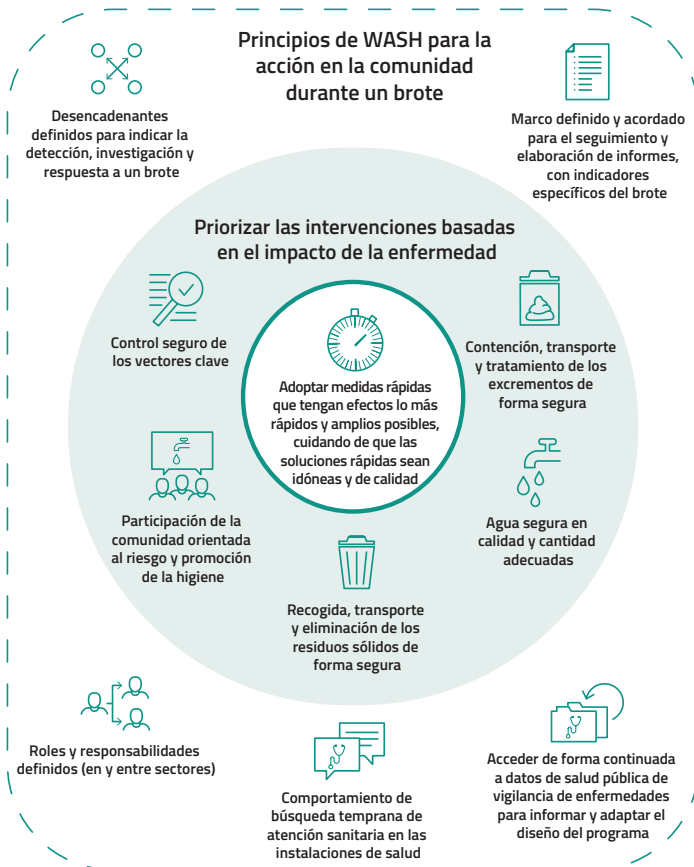 Principios de WASH para la
acción en la comunidad
durante un brote
Desencadenantes
definidos para indicar la
detección, investigación y
respuesta a un brote
Marco definido y acordado
para el seguimiento y
elaboración de informes,
con indicadores
específicos del brote
Priorizar las intervenciones basadas
en el impacto de la enfermedad
Control seguro de
los vectores clave
Adoptar medidas rápidas
que tengan efectos lo más
rápidos y amplios posibles,
cuidando de que las
soluciones rápidas sean
idóneas y de calidad
Contención, transporte
y tratamiento de los
excrementos de
forma segura
Participación de la
comunidad orientada
al riesgo y promoción
de la higiene
Agua segura en
calidad y cantidad
adecuadas
Recogida, transporte
y eliminación de los
residuos sólidos de
forma segura
Roles y responsabilidades
definidos (en y entre sectores)
Comportamiento de
búsqueda temprana de
atención sanitaria en las
instalaciones de salud
Acceder de forma continuada
a datos de salud pública de
vigilancia de enfermedades
para informar y adaptar el
diseño del programa